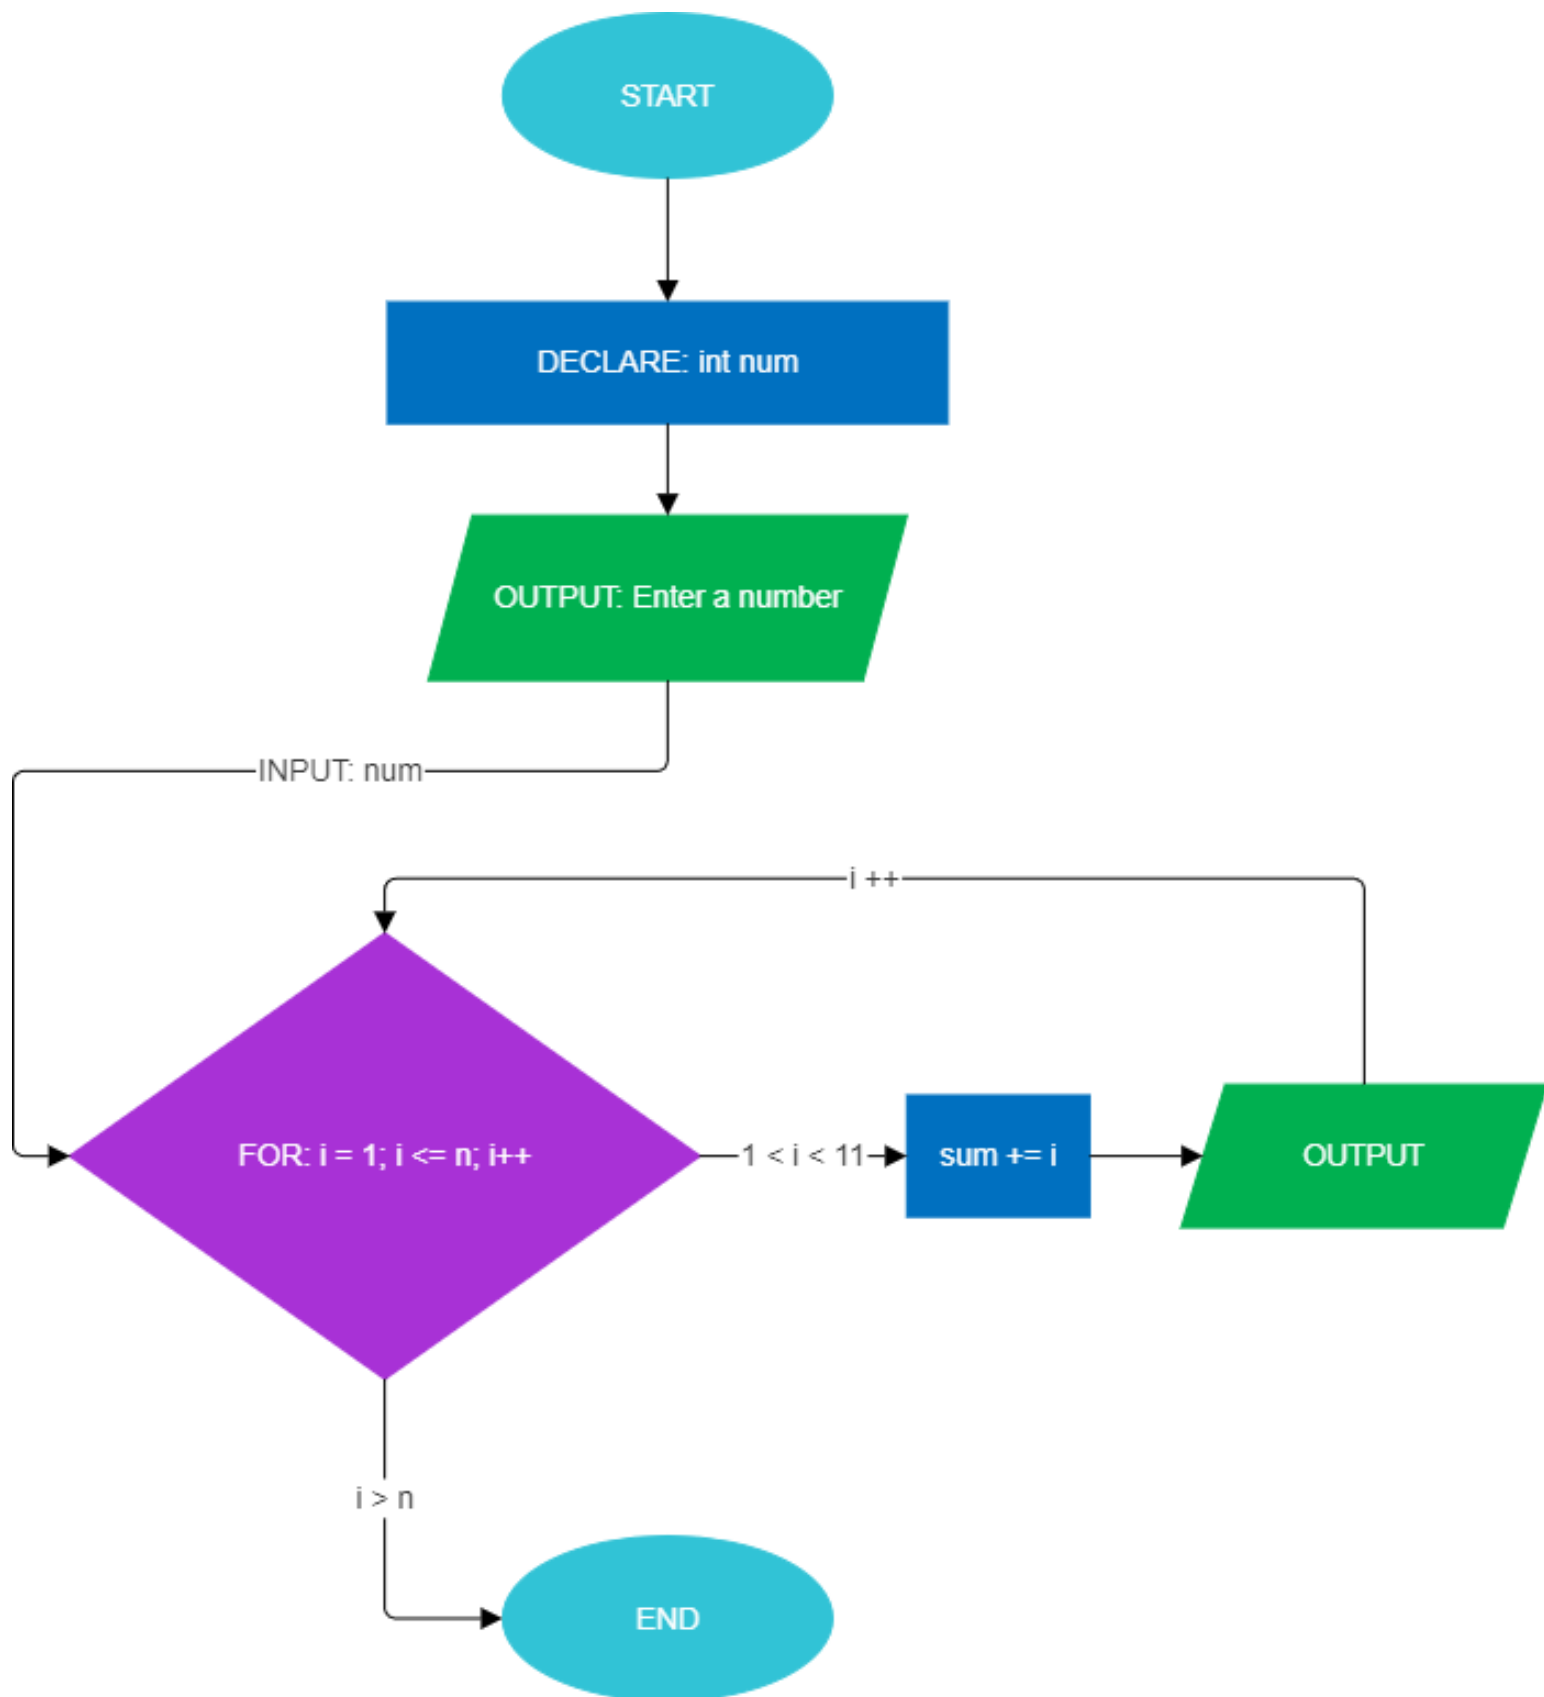 START
DECLARE: int num
OUTPUT: Enter a number
INPUT: num
i ++
FOR: i = 1; i <= n; i++
1 < i < 11
sum += i
OUTPUT
i > n
END